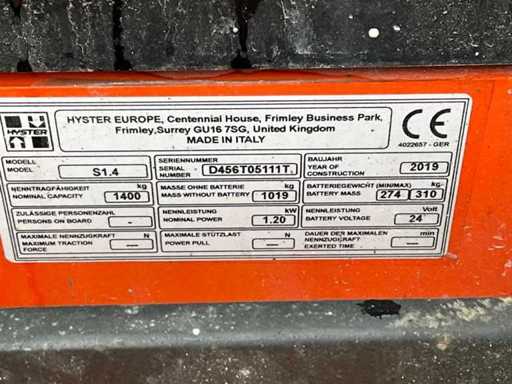 HYSTER
HYSTER EUROPE, Centennial House, Frimley Business Park,
Frimley,Surrey GU16 7SG, United Kingdom
MADE IN ITALY
CE
4022657 - GER
MODELL
MODEL
S1.4
SERIENNUMMER
SERIAL NUMBER
D456T05111T
BAUJAHR
YEAR OF CONSTRUCTION
2019
NENNTRAGFÄHIGKEIT
NOMINAL CAPACITY
kg
1400
MASSE OHNE BATTERIE
MASS WITHOUT BATTERY
kg
1019
BATTERIEGEWICHT (MIN/MAX)
BATTERY MASS
kg
274 310
ZULÄSSIGE PERSONENZAHL
PERSONS ON BOARD
-
NENNLEISTUNG
NOMINAL POWER
kW
1.20
NENNLEISTUNG
BATTERY VOLTAGE
Volt
24
MAXIMALE NENNZUGKRAFT
MAXIMUM TRACTION FORCE
N
-
MAXIMALE STÜTZLAST
POWER PULL
N
-
DAUER DER MAXIMALEN
NENNZUGKRAFT
EXERTED TIME
min
-